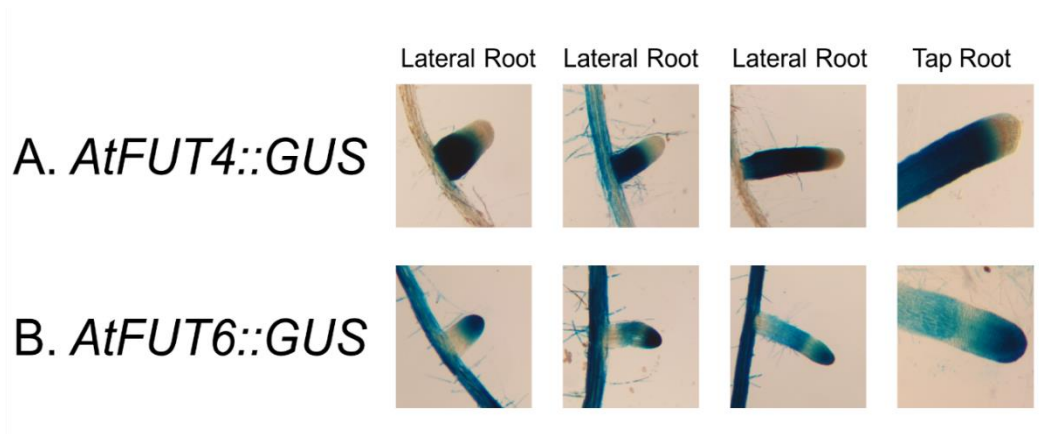 Lateral Root Lateral Root Lateral Root Tap Root
A. AtFUT4::GUS
B. AtFUT6::GUS